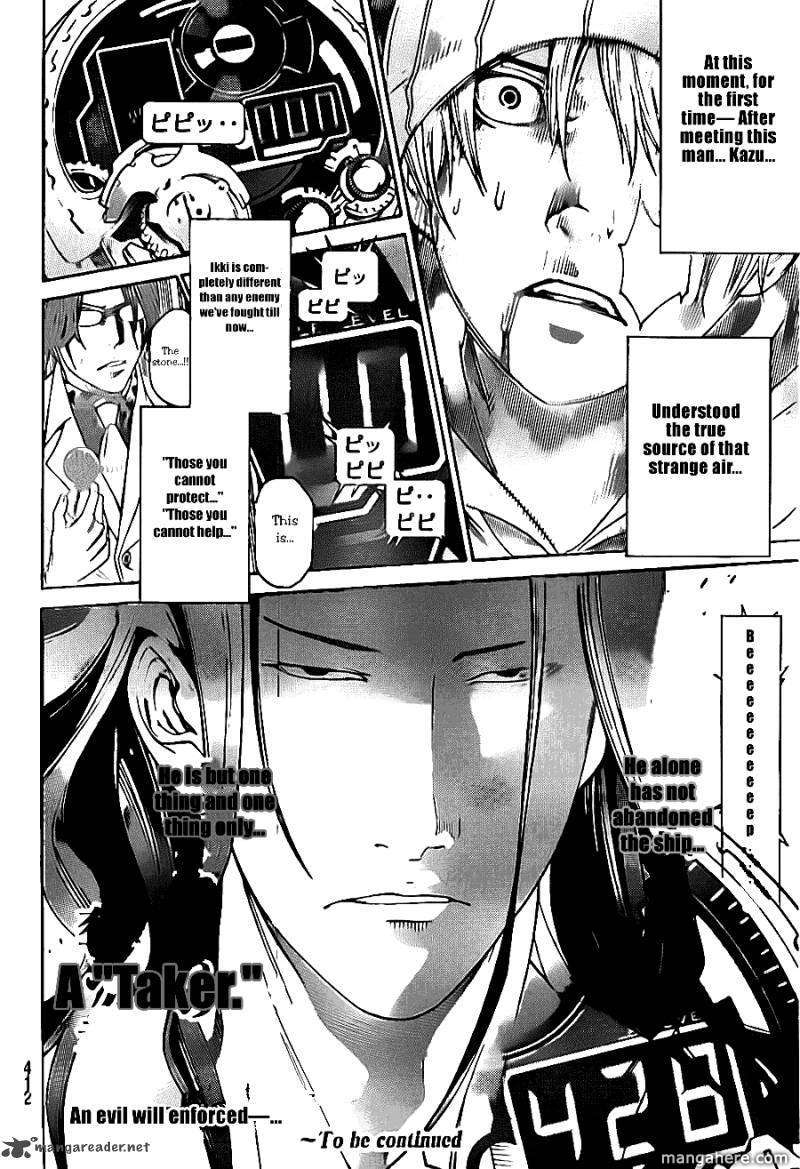 At this
moment, for
the first
time— After
meeting this
man... Kazu...
Understood
the true
source of that
strange air...
ピピッ・・
100
ピッ
ピピ
LEVEL
ピッ
ピピ
ピ・・
ピピ
Ikki is com-
pletely different
than any enemy
we've fought till
now...
The
stone...!!
"Those you
cannot
protect..."
"Those you
cannot help..."
This
is...
Beeeeeeeeeeeeeep...
He alone
has not
abandoned
the ship...
He is but one
thing and one
thing only...
A "Taker."
An evil will enforced—...
428
~To be continued
412
mangareader.net
mangahere.com